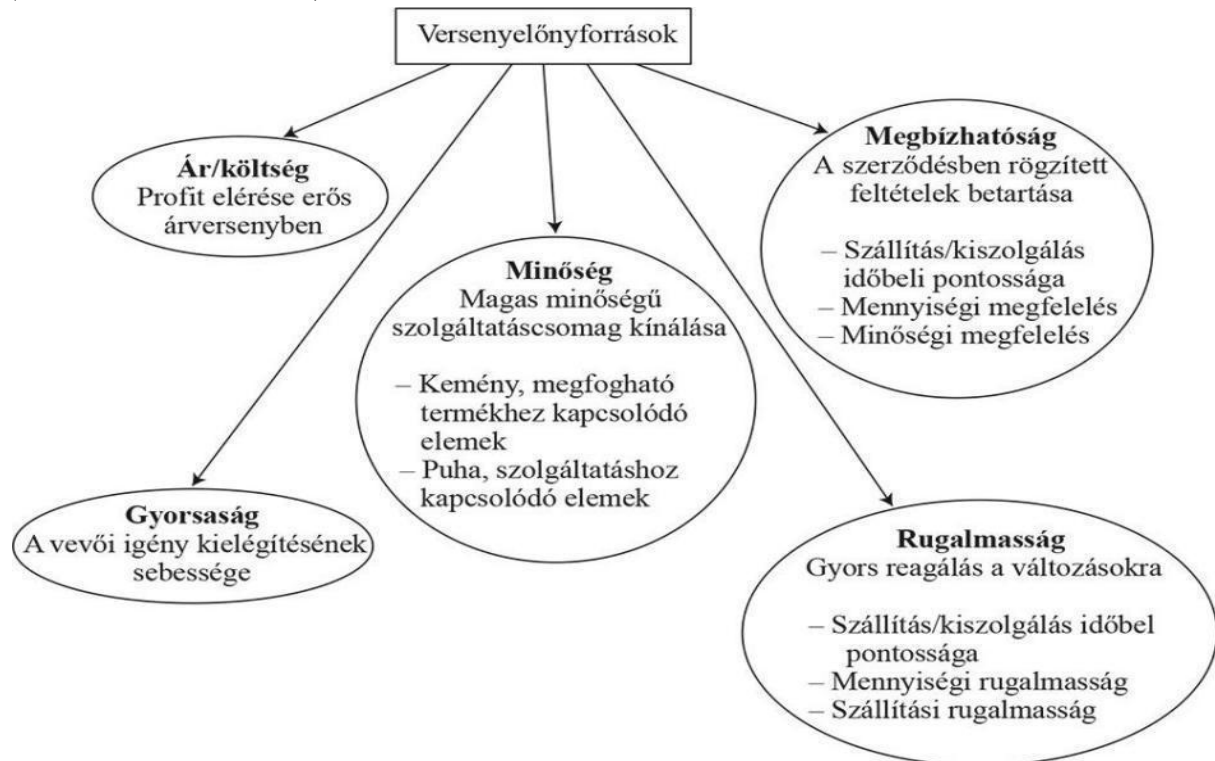 Versenyelőnyforrások
Ár/költség
Profit elérése erős
árversenyben
Megbízhatóság
A szerződésben rögzített
feltételek betartása
– Szállítás/kiszolgálás
időbeli pontossága
– Mennyiségi megfelelés
– Minőségi megfelelés
Minőség
Magas minőségű
szolgáltatáscsomag kínálása
– Kemény, megfogható
termékhez kapcsolódó
elemek
– Puha, szolgáltatáshoz
kapcsolódó elemek
Gyorsaság
A vevői igény kielégítésének
sebessége
Rugalmasság
Gyors reagálás a változásokra
– Szállítás/kiszolgálás időbel
pontossága
– Mennyiségi rugalmasság
– Szállítási rugalmasság